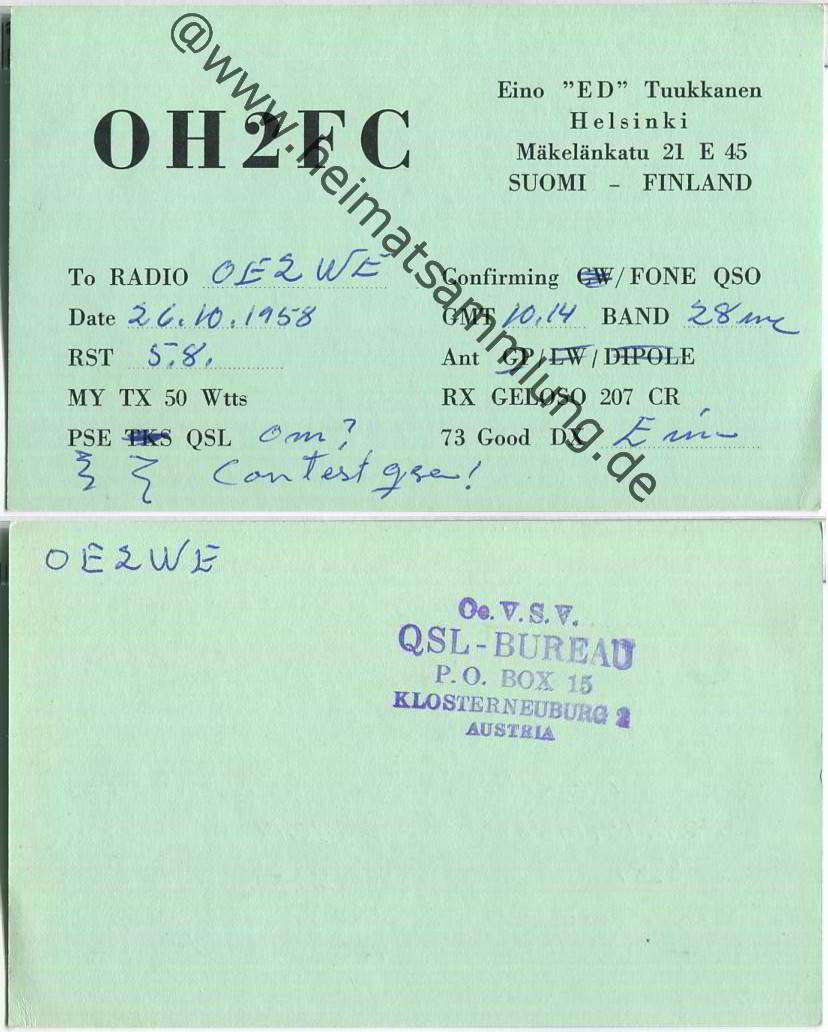 OH2FC
Eino "ED" Tuukkanen
Helsinki
Mäkelänkatu 21 E 45
SUOMI - FINLAND
To RADIO OE2WE
Confirming CW/FONE QSO
Date 26.10.1958
GMT 10.14 BAND 28 mc
RST 5.8.
Ant GP/LW/DIPOLE
MY TX 50 Wtts
RX GELOSO 207 CR
PSE TKS QSL om?
73 Good DX Eino
Contest qso!
@www.heimatsammlung.de
OE2WE
Oe. V. S. V.
QSL-BUREAU
P. O. BOX 15
KLOSTERNEUBURG 2
AUSTRIA